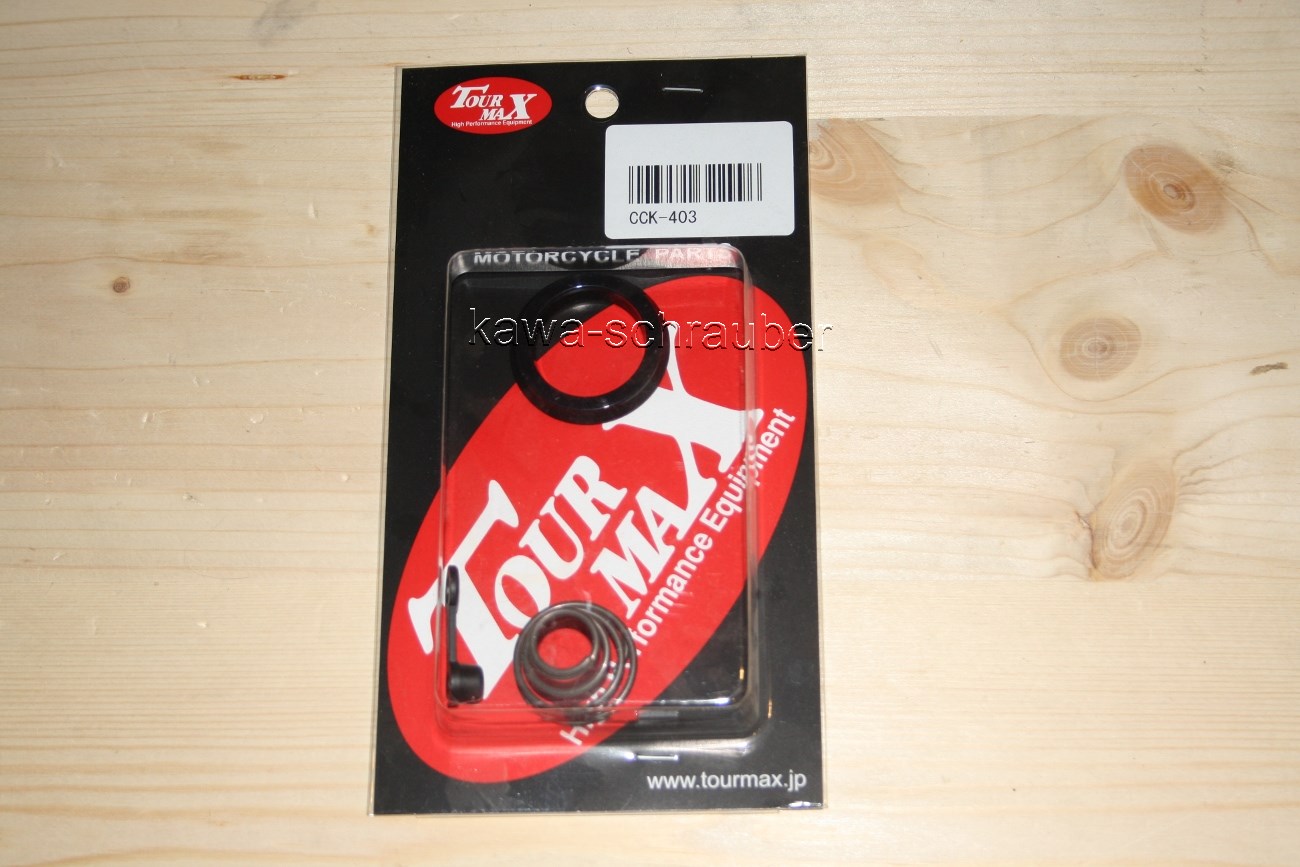 TOUR MAX
High Performance Equipment
CCK-403
MOTORCYCLE PARTS
kawa-schrauber
TOUR MAX
High Performance Equipment
www.tourmax.jp